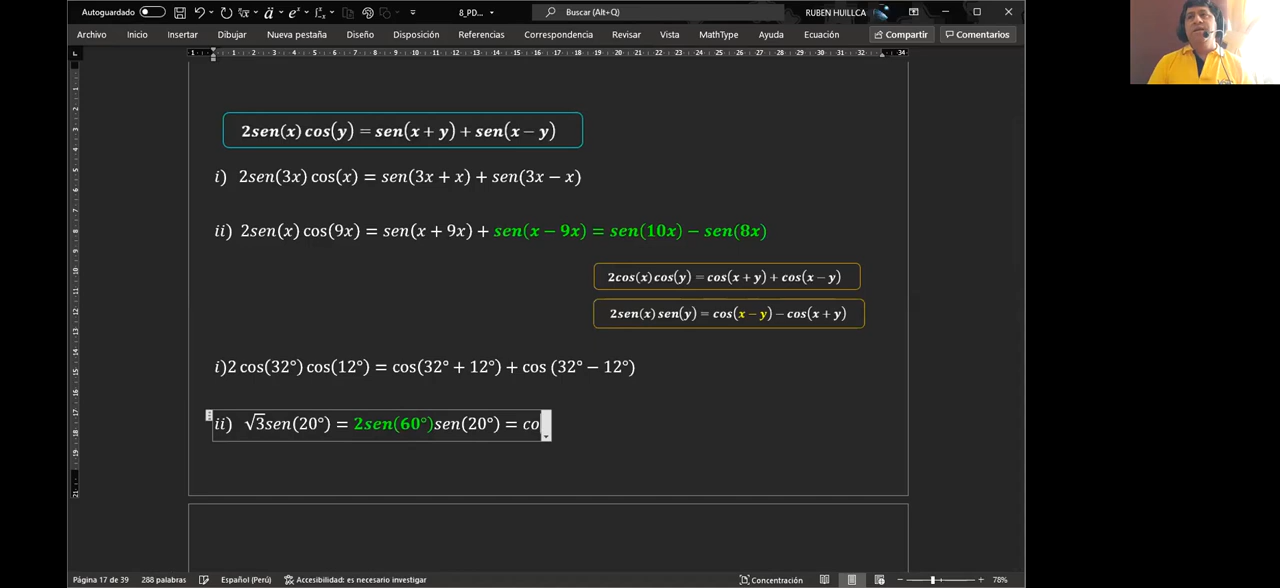 Autoguardado 8_PD... Buscar (Alt+Q) RUBEN HUILLCA
Archivo Inicio Insertar Dibujar Nueva pestaña Diseño Disposición Referencias Correspondencia Revisar Vista MathType Ayuda Ecuación Compartir Comentarios
2sen(x) cos(y) = sen(x + y) + sen(x − y)
i) 2sen(3x) cos(x) = sen(3x + x) + sen(3x − x)
ii) 2sen(x) cos(9x) = sen(x + 9x) + sen(x − 9x) = sen(10x) − sen(8x)
2cos(x)cos(y) = cos(x + y) + cos(x − y)
2sen(x) sen(y) = cos(x − y) − cos(x + y)
i)2 cos(32°) cos(12°) = cos(32° + 12°) + cos (32° − 12°)
ii) √3sen(20°) = 2sen(60°)sen(20°) = co
Página 17 de 39 288 palabras Español (Perú) Accesibilidad: es necesario investigar Concentración 78%